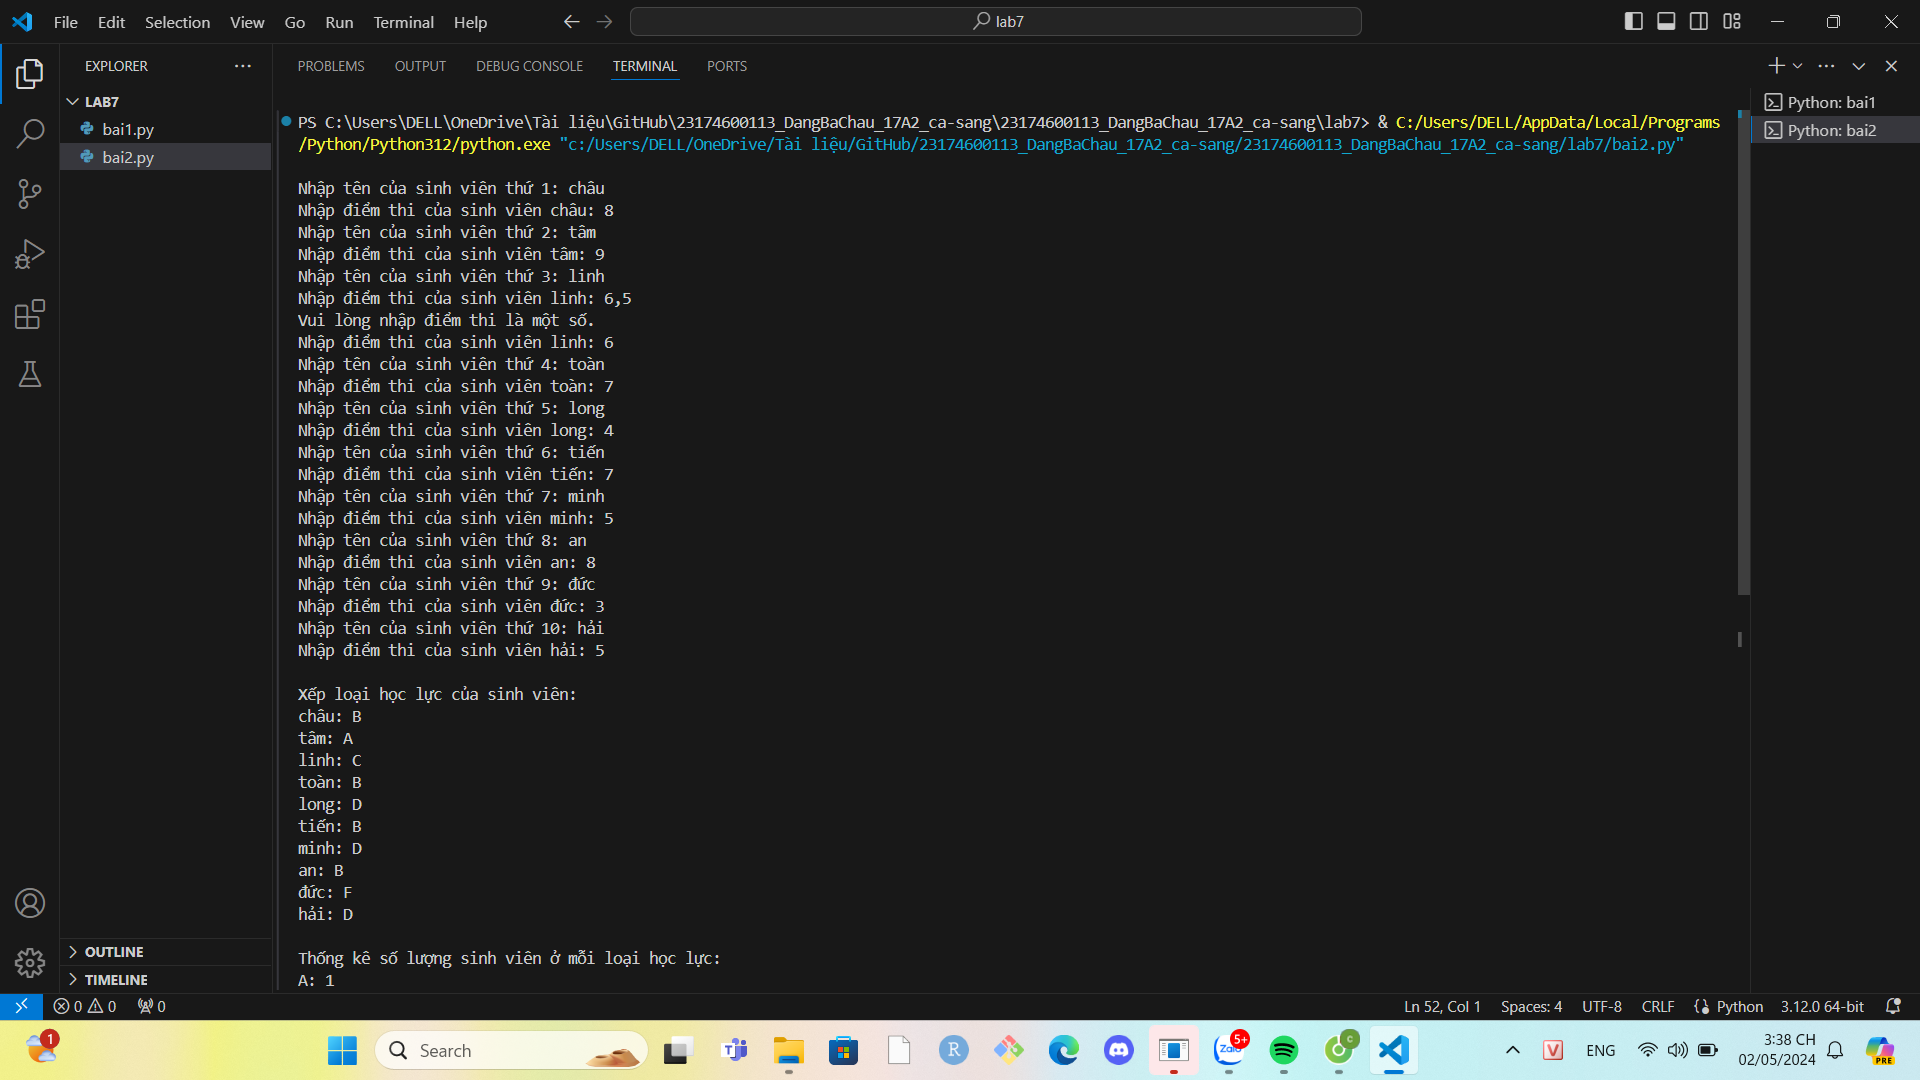 File Edit Selection View Go Run Terminal Help
lab7
EXPLORER
LAB7
bai1.py
bai2.py
OUTLINE
TIMELINE
PROBLEMS OUTPUT DEBUG CONSOLE TERMINAL PORTS
PS C:\Users\DELL\OneDrive\Tài liệu\GitHub\23174600113_DangBaChau_17A2_ca-sang\23174600113_DangBaChau_17A2_ca-sang\lab7> & C:/Users/DELL/AppData/Local/Programs
/Python/Python312/python.exe "c:/Users/DELL/OneDrive/Tài liệu/GitHub/23174600113_DangBaChau_17A2_ca-sang/23174600113_DangBaChau_17A2_ca-sang/lab7/bai2.py"
Nhập tên của sinh viên thứ 1: châu
Nhập điểm thi của sinh viên châu: 8
Nhập tên của sinh viên thứ 2: tâm
Nhập điểm thi của sinh viên tâm: 9
Nhập tên của sinh viên thứ 3: linh
Nhập điểm thi của sinh viên linh: 6,5
Vui lòng nhập điểm thi là một số.
Nhập điểm thi của sinh viên linh: 6
Nhập tên của sinh viên thứ 4: toàn
Nhập điểm thi của sinh viên toàn: 7
Nhập tên của sinh viên thứ 5: long
Nhập điểm thi của sinh viên long: 4
Nhập tên của sinh viên thứ 6: tiến
Nhập điểm thi của sinh viên tiến: 7
Nhập tên của sinh viên thứ 7: minh
Nhập điểm thi của sinh viên minh: 5
Nhập tên của sinh viên thứ 8: an
Nhập điểm thi của sinh viên an: 8
Nhập tên của sinh viên thứ 9: đức
Nhập điểm thi của sinh viên đức: 3
Nhập tên của sinh viên thứ 10: hải
Nhập điểm thi của sinh viên hải: 5
Xếp loại học lực của sinh viên:
châu: B
tâm: A
linh: C
toàn: B
long: D
tiến: B
minh: D
an: B
đức: F
hải: D
Thống kê số lượng sinh viên ở mỗi loại học lực:
A: 1
Python: bai1
Python: bai2
0 0 0
Ln 52, Col 1 Spaces: 4 UTF-8 CRLF Python 3.12.0 64-bit
1
Search
R
Zalo 5+
C
V
ENG
3:38 CH
02/05/2024
PRE